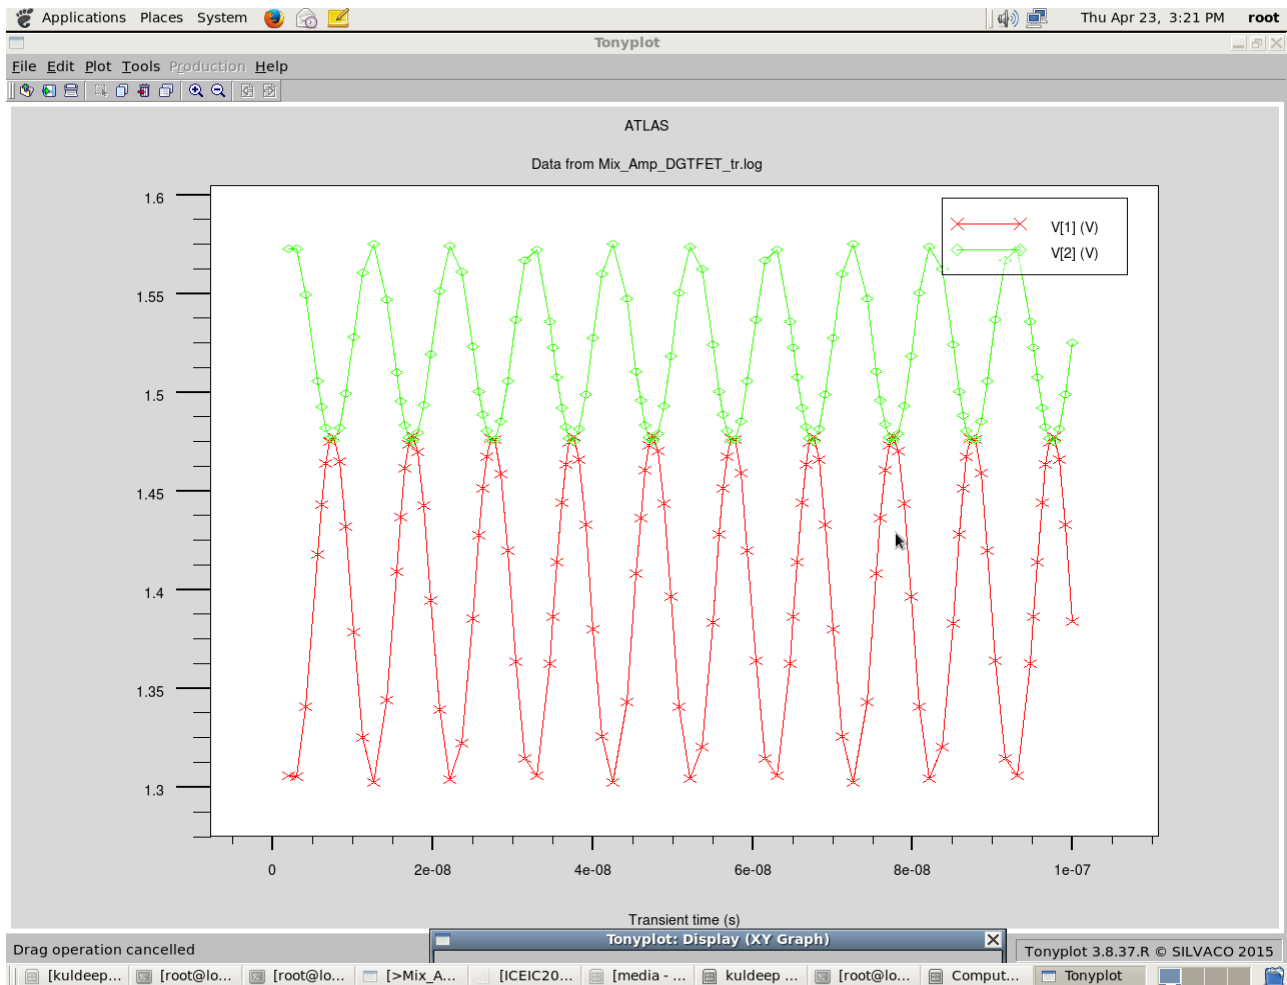 Applications Places System Thu Apr 23, 3:21 PM root
Tonyplot
File Edit Plot Tools Production Help
ATLAS
Data from Mix_Amp_DGTFET_tr.log
V[1] (V)
V[2] (V)
1.6
1.55
1.5
1.45
1.4
1.35
1.3
0 2e-08 4e-08 6e-08 8e-08 1e-07
Transient time (s)
Tonyplot: Display (XY Graph)
Drag operation cancelled
Tonyplot 3.8.37.R © SILVACO 2015
[kuldeep... [root@lo... [root@lo... [>Mix_A... [ICEIC20... [media - ... kuldeep ... [root@lo... Comput... Tonyplot